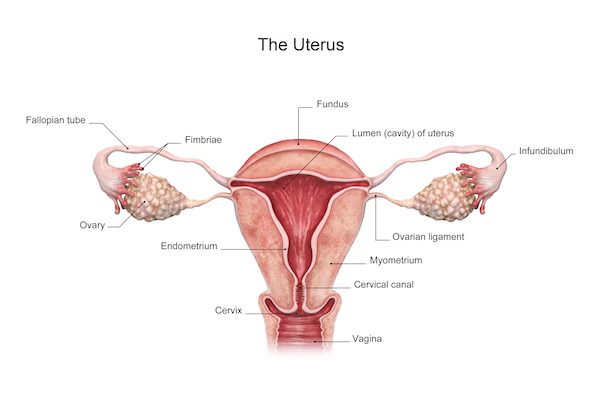 The Uterus
Fundus
Fallopian tube
Lumen (cavity) of uterus
Fimbriae
Infundibulum
Ovary
Ovarian ligament
Endometrium
Myometrium
Cervical canal
Cervix
Vagina